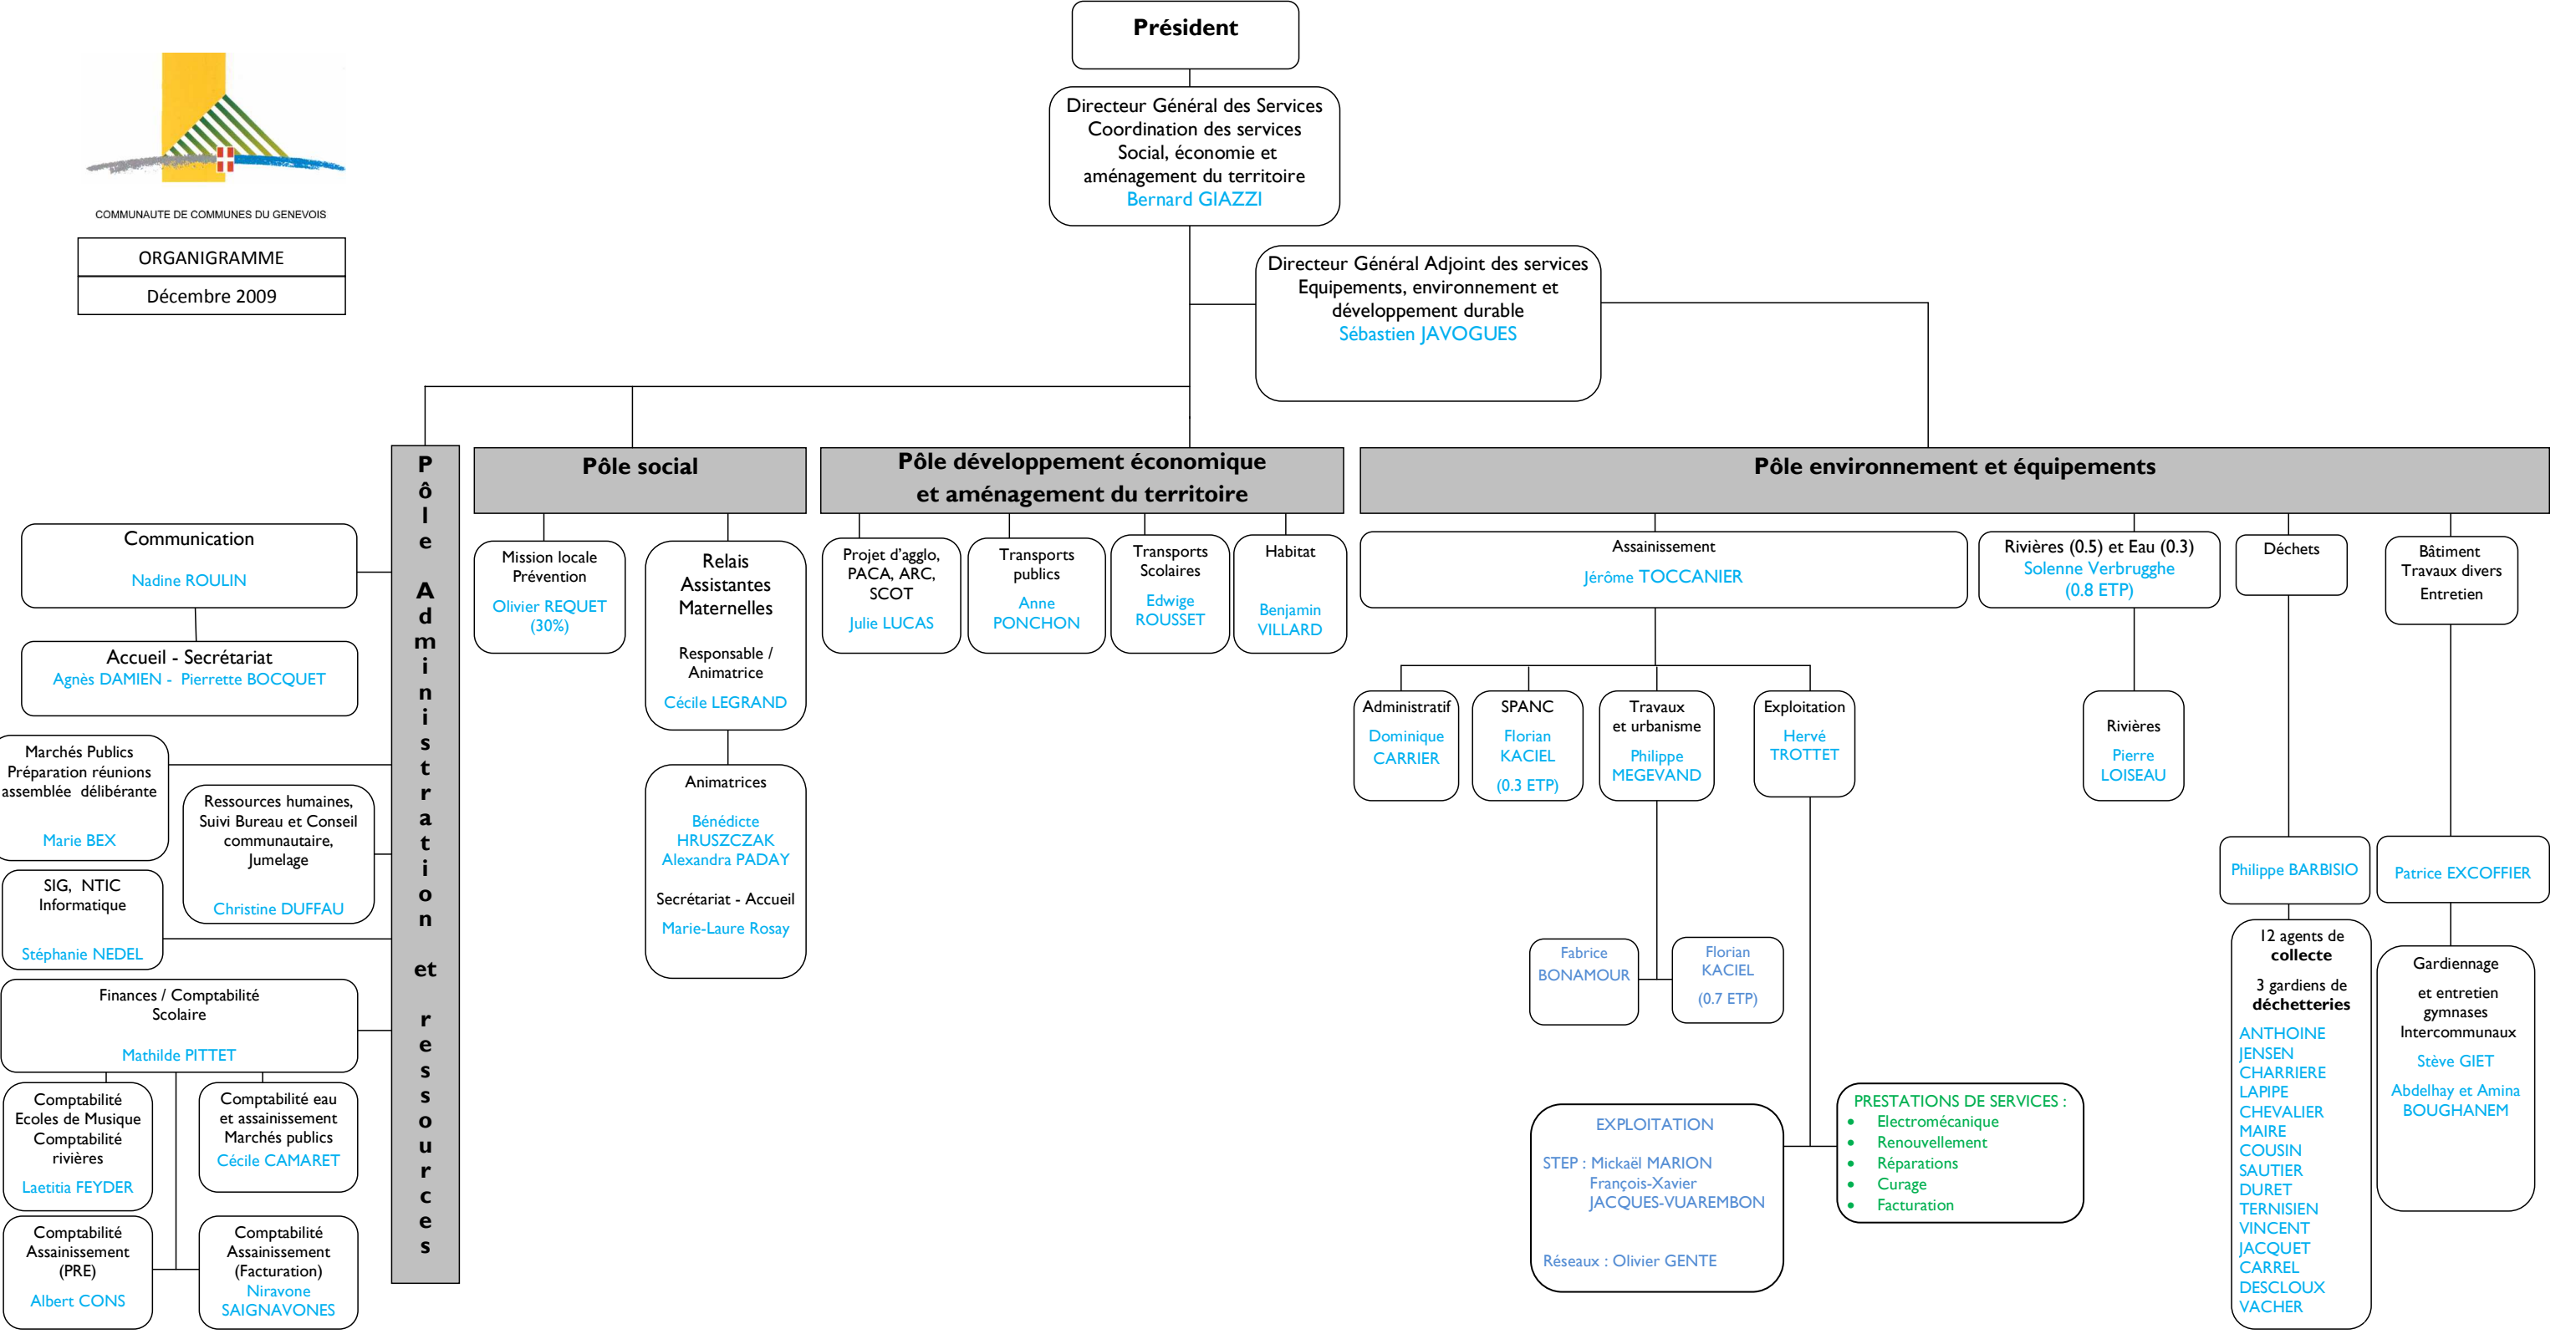 Président
Directeur Général des Services
Coordination des services
Social, économie et
aménagement du territoire
Bernard GIAZZI
COMMUNAUTE DE COMMUNES DU GENEVOIS
ORGANIGRAMME
Décembre 2009
Directeur Général Adjoint des services
Equipements, environnement et
développement durable
Sébastien JAVOGUES
Pôle Administration et ressources
Communication
Nadine ROULIN
Accueil - Secrétariat
Agnès DAMIEN - Pierrette BOCQUET
Marchés Publics
Préparation réunions
assemblée délibérante
Marie BEX
Ressources humaines,
Suivi Bureau et Conseil
communautaire,
Jumelage
Christine DUFFAU
SIG, NTIC
Informatique
Stéphanie NEDEL
Finances / Comptabilité
Scolaire
Mathilde PITTET
Comptabilité
Ecoles de Musique
Comptabilité
rivières
Laetitia FEYDER
Comptabilité eau
et assainissement
Marchés publics
Cécile CAMARET
Comptabilité
Assainissement
(PRE)
Albert CONS
Comptabilité
Assainissement
(Facturation)
Niravone
SAIGNAVONES
Pôle social
Mission locale
Prévention
Olivier REQUET
(30%)
Relais
Assistantes
Maternelles
Responsable /
Animatrice
Cécile LEGRAND
Animatrices
Bénédicte
HRUSZCZAK
Alexandra PADAY
Secrétariat - Accueil
Marie-Laure Rosay
Pôle développement économique
et aménagement du territoire
Projet d’agglo,
PACA, ARC,
SCOT
Julie LUCAS
Transports
publics
Anne
PONCHON
Transports
Scolaires
Edwige
ROUSSET
Habitat
Benjamin
VILLARD
Pôle environnement et équipements
Assainissement
Jérôme TOCCANIER
Administratif
Dominique
CARRIER
SPANC
Florian
KACIEL
(0.3 ETP)
Travaux
et urbanisme
Philippe
MEGEVAND
Exploitation
Hervé
TROTTET
Fabrice
BONAMOUR
Florian
KACIEL
(0.7 ETP)
EXPLOITATION
STEP : Mickaël MARION
François-Xavier
JACQUES-VUAREMBON
Réseaux : Olivier GENTE
PRESTATIONS DE SERVICES :
• Electromécanique
• Renouvellement
• Réparations
• Curage
• Facturation
Rivières (0.5) et Eau (0.3)
Solenne Verbrugghe
(0.8 ETP)
Rivières
Pierre
LOISEAU
Déchets
Philippe BARBISIO
12 agents de
collecte
3 gardiens de
déchetteries
ANTHOINE
JENSEN
CHARRIERE
LAPIPE
CHEVALIER
MAIRE
COUSIN
SAUTIER
DURET
TERNISIEN
VINCENT
JACQUET
CARREL
DESCLOUX
VACHER
Bâtiment
Travaux divers
Entretien
Patrice EXCOFFIER
Gardiennage
et entretien
gymnases
Intercommunaux
Stève GIET
Abdelhay et Amina
BOUGHANEM